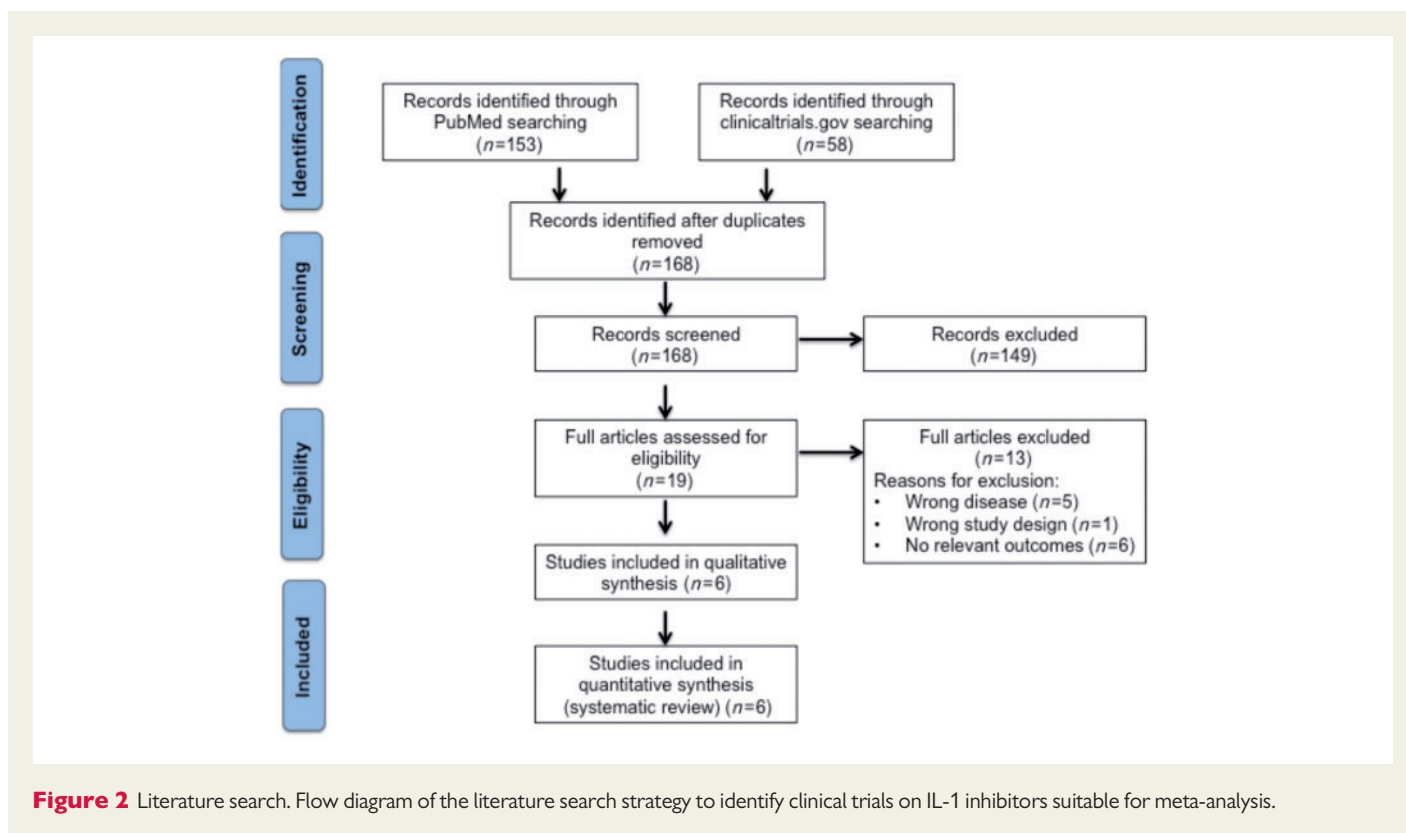 Identification
Records identified through
PubMed searching
(n=153)
Records identified through
clinicaltrials.gov searching
(n=58)
Records identified after duplicates
removed
(n=168)
Screening
Records screened
(n=168)
Records excluded
(n=149)
Eligibility
Full articles assessed for
eligibility
(n=19)
Full articles excluded
(n=13)
Reasons for exclusion:
• Wrong disease (n=5)
• Wrong study design (n=1)
• No relevant outcomes (n=6)
Studies included in qualitative
synthesis (n=6)
Included
Studies included in
quantitative synthesis
(systematic review) (n=6)
Figure 2 Literature search. Flow diagram of the literature search strategy to identify clinical trials on IL-1 inhibitors suitable for meta-analysis.